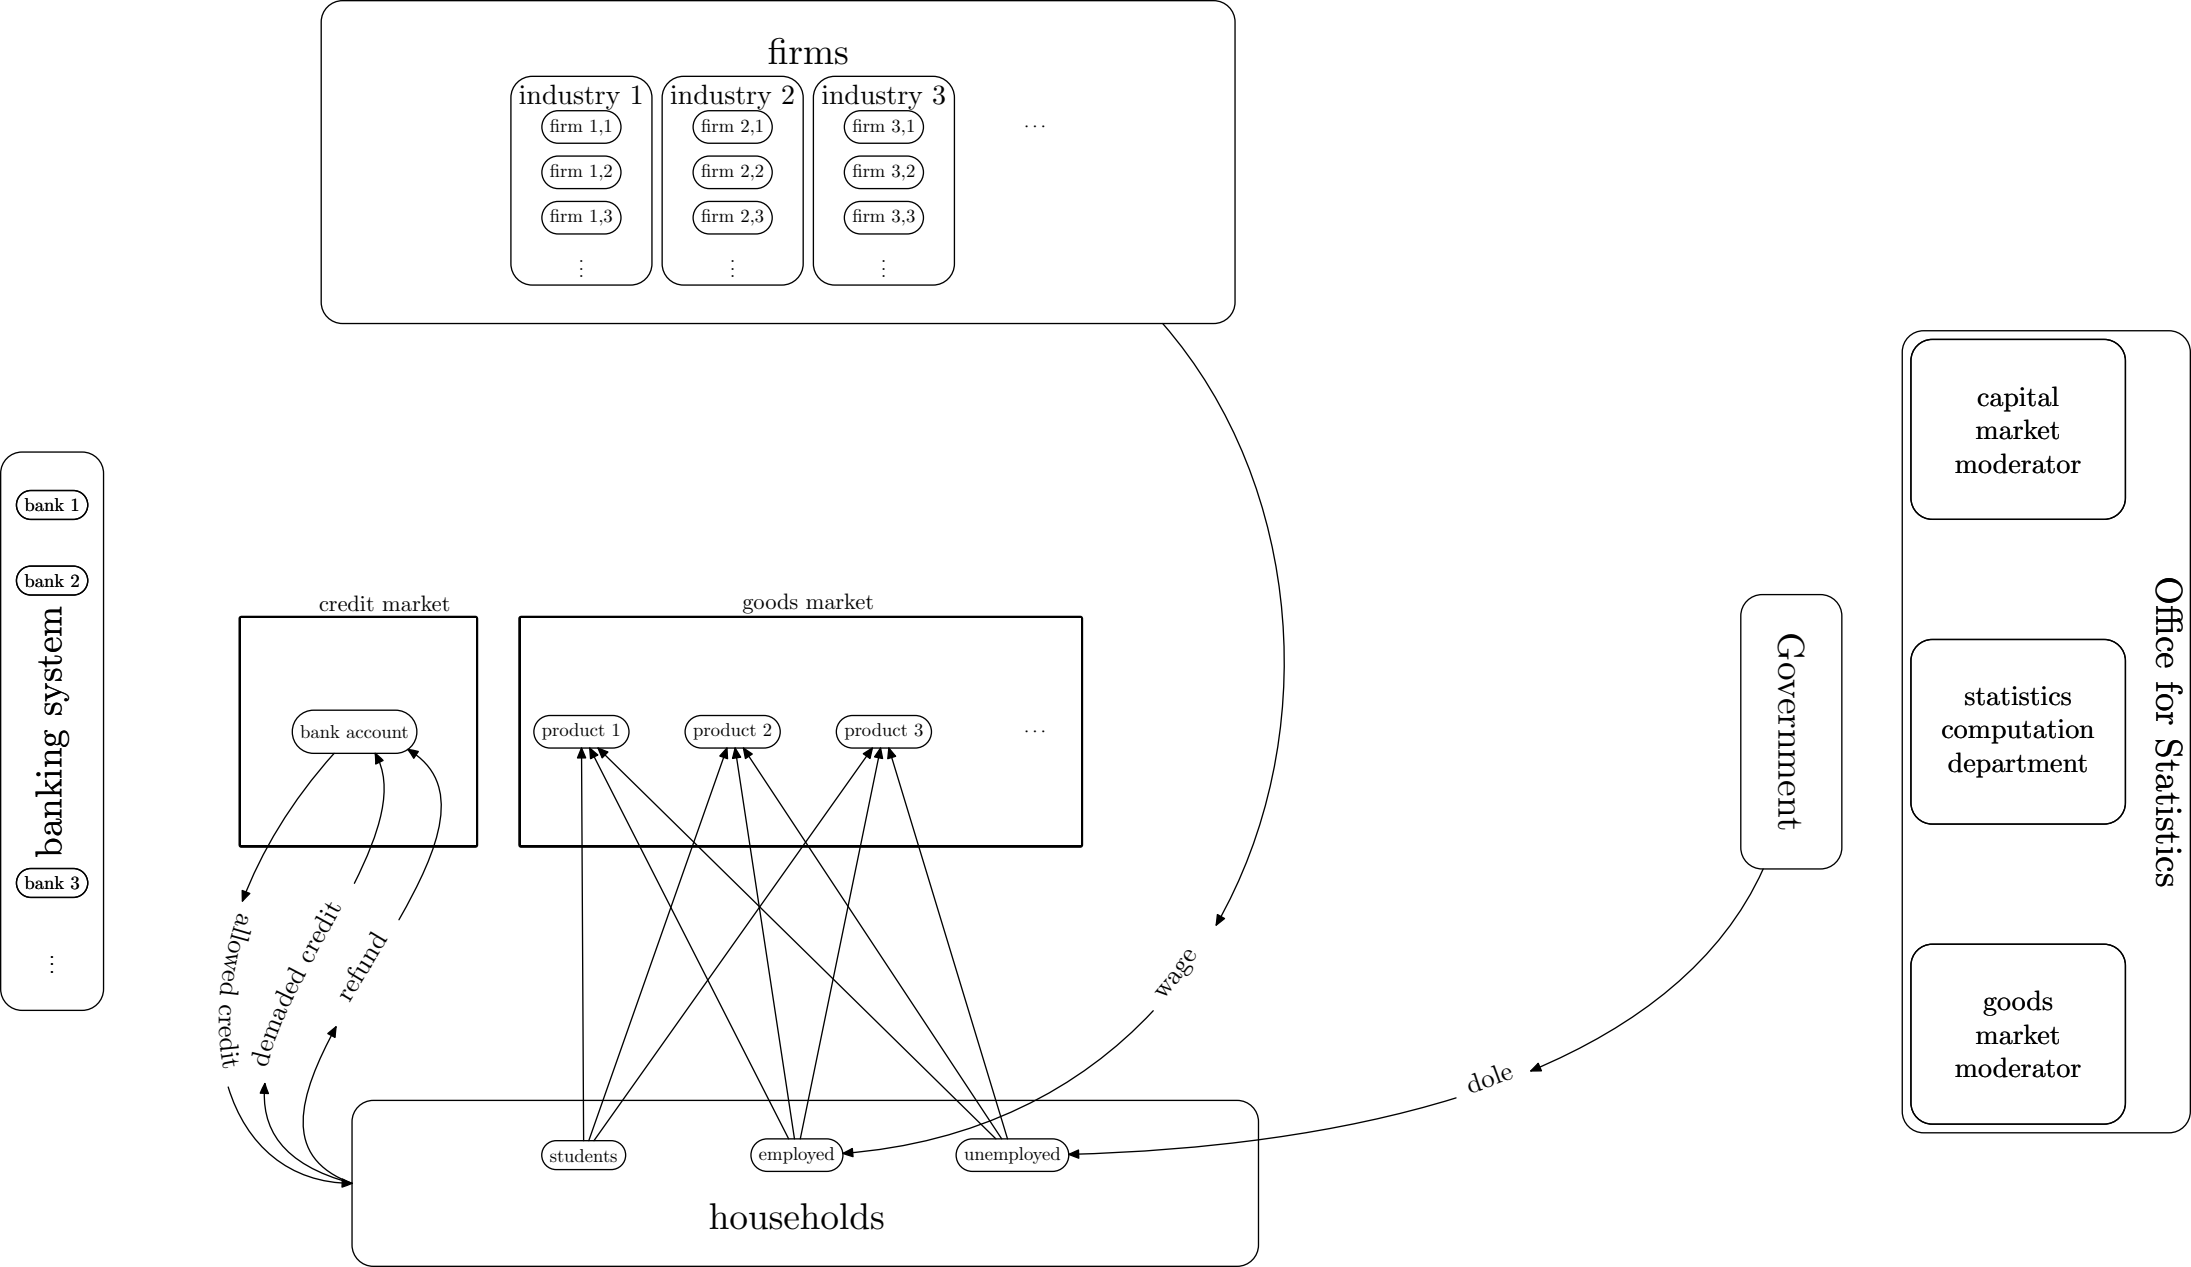 firms
industry 1
industry 2
industry 3
firm 1,1
firm 2,1
firm 3,1
...
firm 1,2
firm 2,2
firm 3,2
firm 1,3
firm 2,3
firm 3,3
⋮
⋮
⋮
bank 1
bank 2
banking system
bank 3
...
credit market
bank account
goods market
product 1
product 2
product 3
...
allowed credit
demaded credit
refund
wage
dole
students
employed
unemployed
households
Government
capital
market
moderator
statistics
computation
department
goods
market
moderator
Office for Statistics